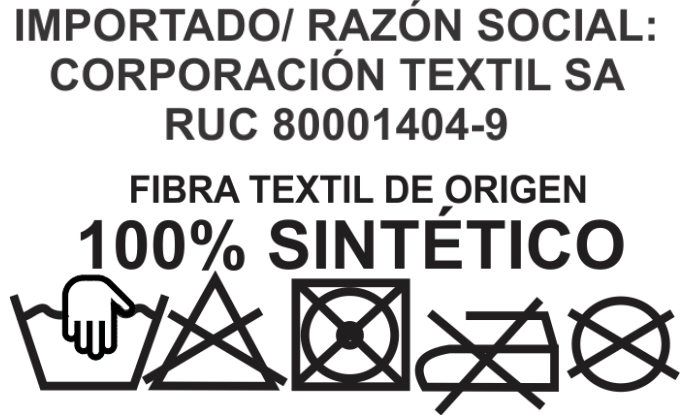 IMPORTADO/ RAZÓN SOCIAL:
CORPORACIÓN TEXTIL SA
RUC 80001404-9
FIBRA TEXTIL DE ORIGEN
100% SINTÉTICO